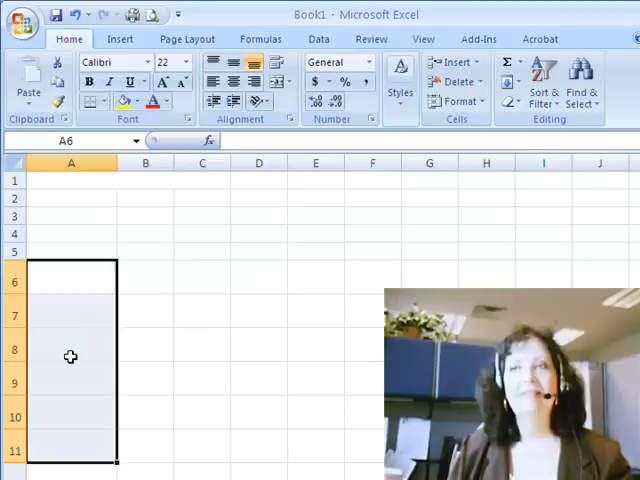 Book1 - Microsoft Excel
Home Insert Page Layout Formulas Data Review View Add-Ins Acrobat
Calibri 22 General Insert
Paste B I U A A $ % , Styles Delete Sort & Find &
A Format Filter Select
Clipboard Font Alignment Number Cells Editing
A6 fx
A B C D E F G H I J
1
2
3
4
5
6
7
8
9
10
11